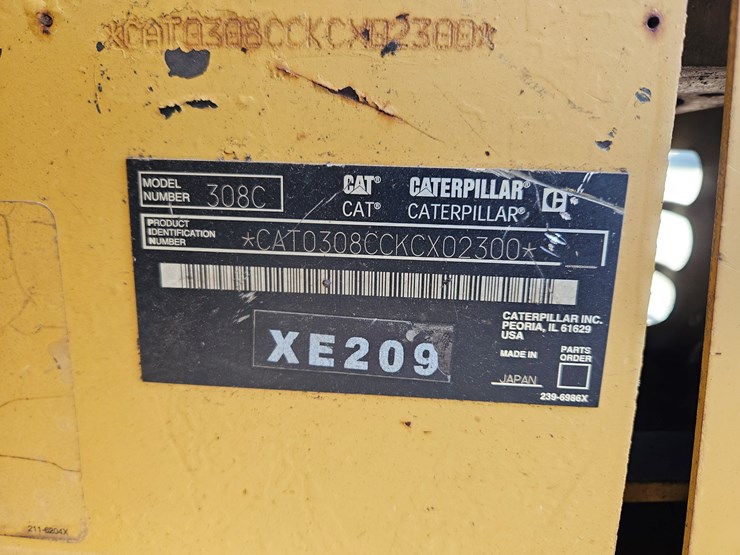 *CAT0308CCKCX02300*
MODEL
NUMBER 308C
CAT® CATERPILLAR® C
CAT® CATERPILLAR®
PRODUCT
IDENTIFICATION
NUMBER
*CAT0308CCKCX02300*
XE209
CATERPILLAR INC.
PEORIA, IL 61629
USA
MADE IN
JAPAN
PARTS
ORDER
239-6986X
211-6204X